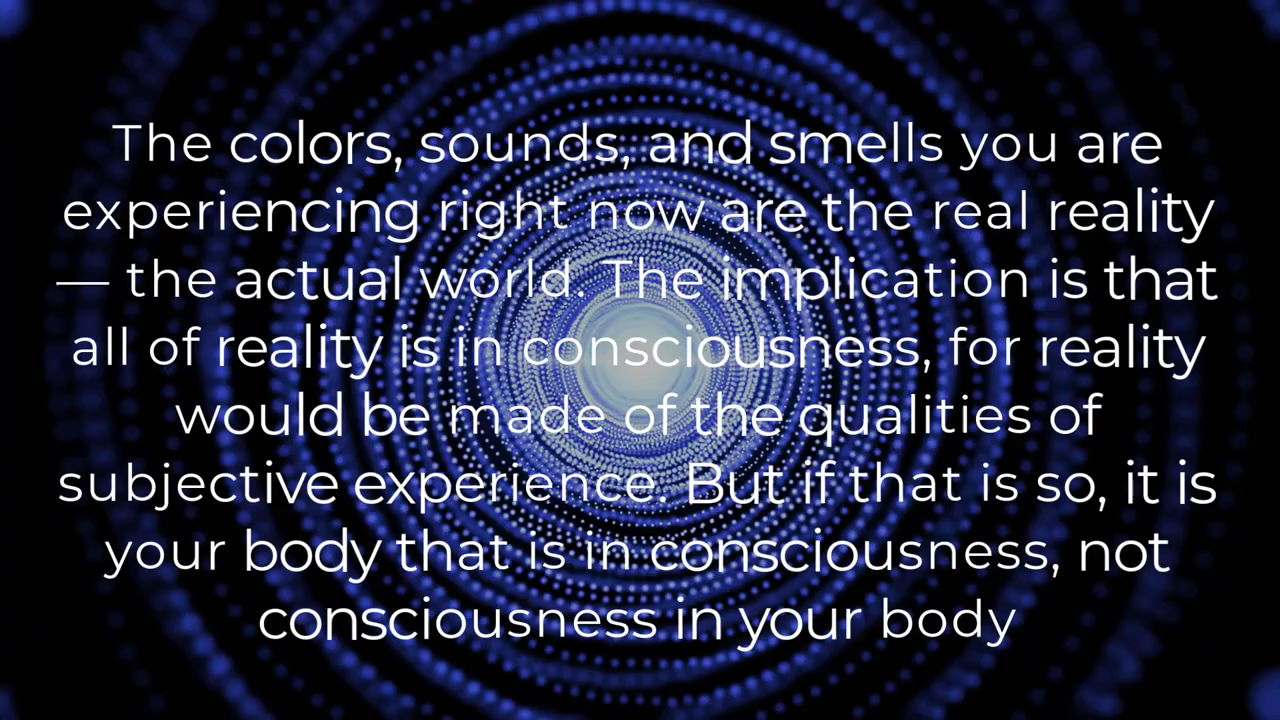 The colors, sounds, and smells you are
experiencing right now are the real reality
— the actual world. The implication is that
all of reality is in consciousness, for reality
would be made of the qualities of
subjective experience. But if that is so, it is
your body that is in consciousness, not
consciousness in your body